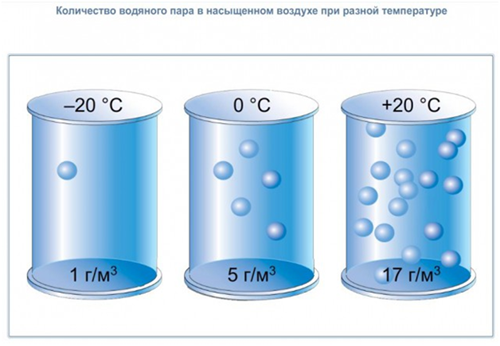 Количество водяного пара в насыщенном воздухе при разной температуре
–20 °C 0 °C +20 °C
1 г/м³ 5 г/м³ 17 г/м³